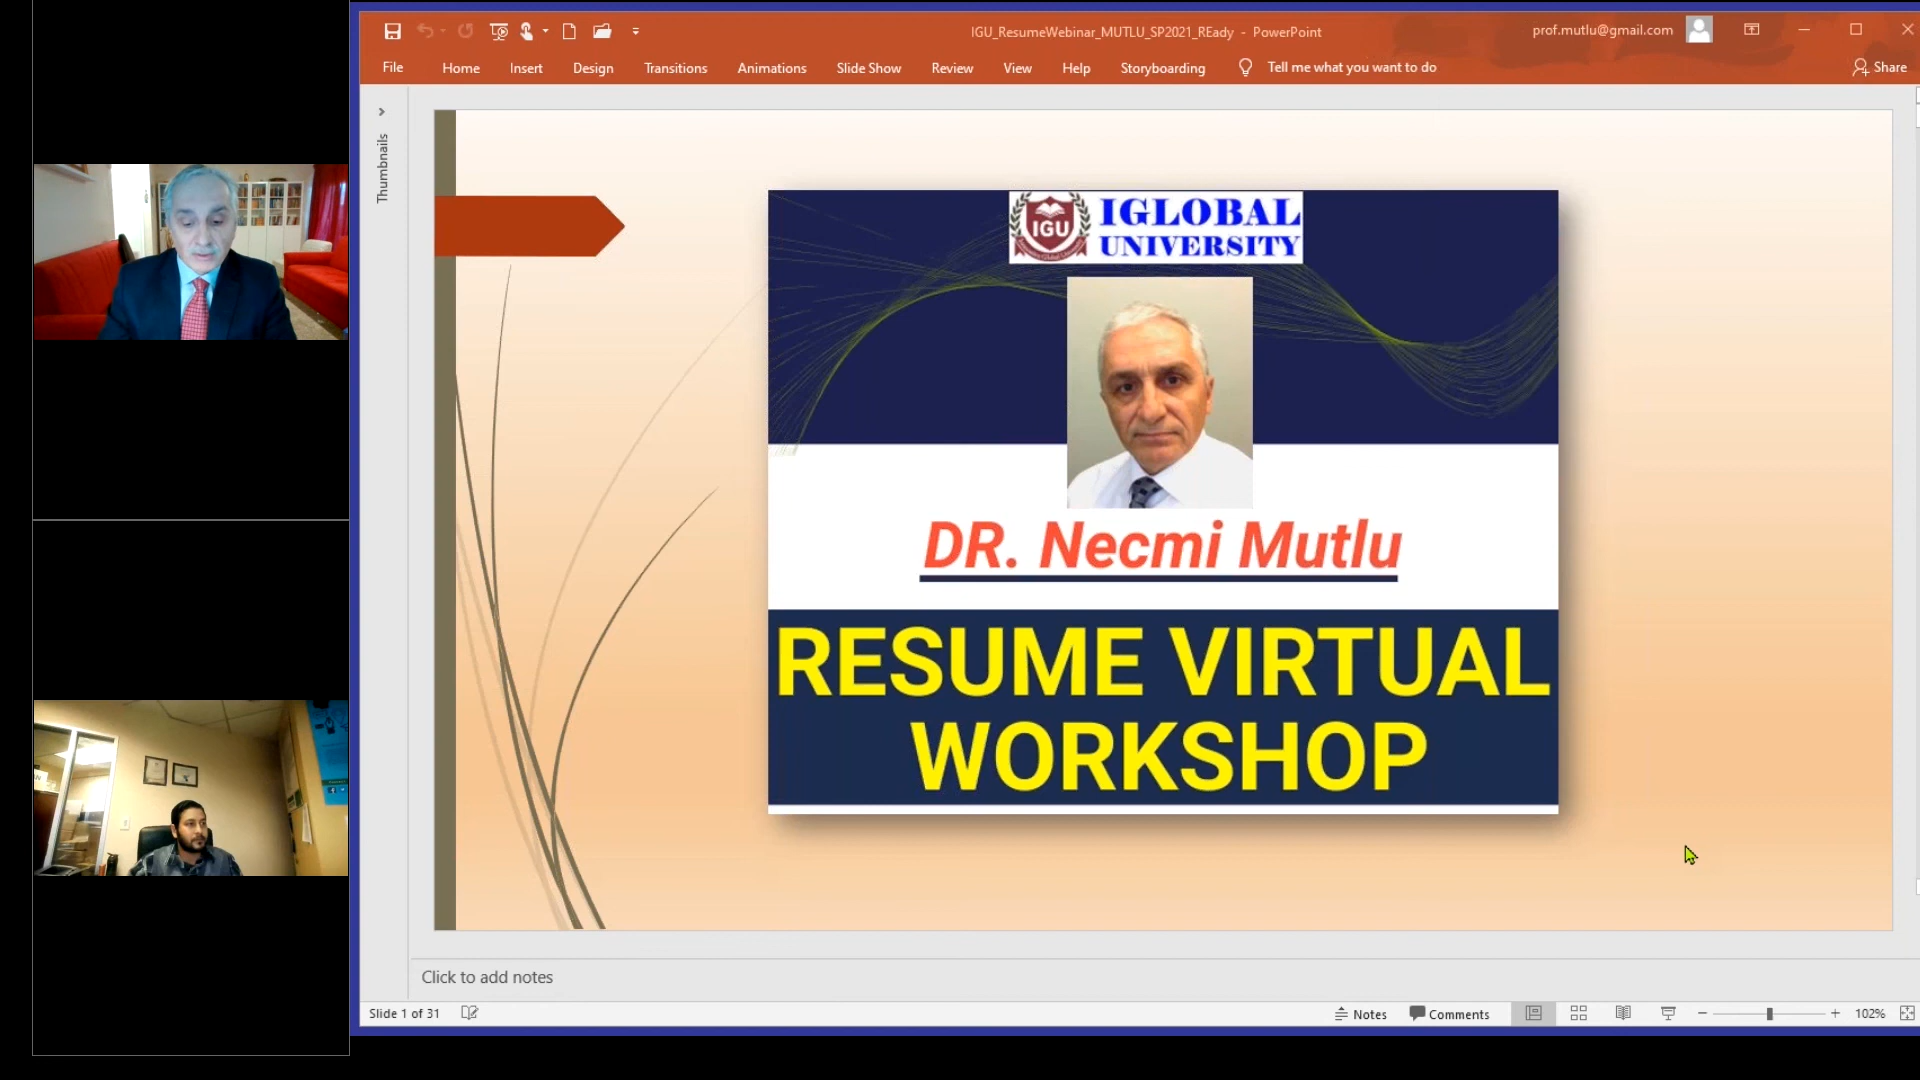 IGU_ResumeWebinar_MUTLU_SP2021_REady - PowerPoint
prof.mutlu@gmail.com
File Home Insert Design Transitions Animations Slide Show Review View Help Storyboarding Tell me what you want to do Share
Thumbnails
IGU
IGLOBAL
UNIVERSITY
DR. Necmi Mutlu
RESUME VIRTUAL
WORKSHOP
Click to add notes
Slide 1 of 31 Notes Comments 102%